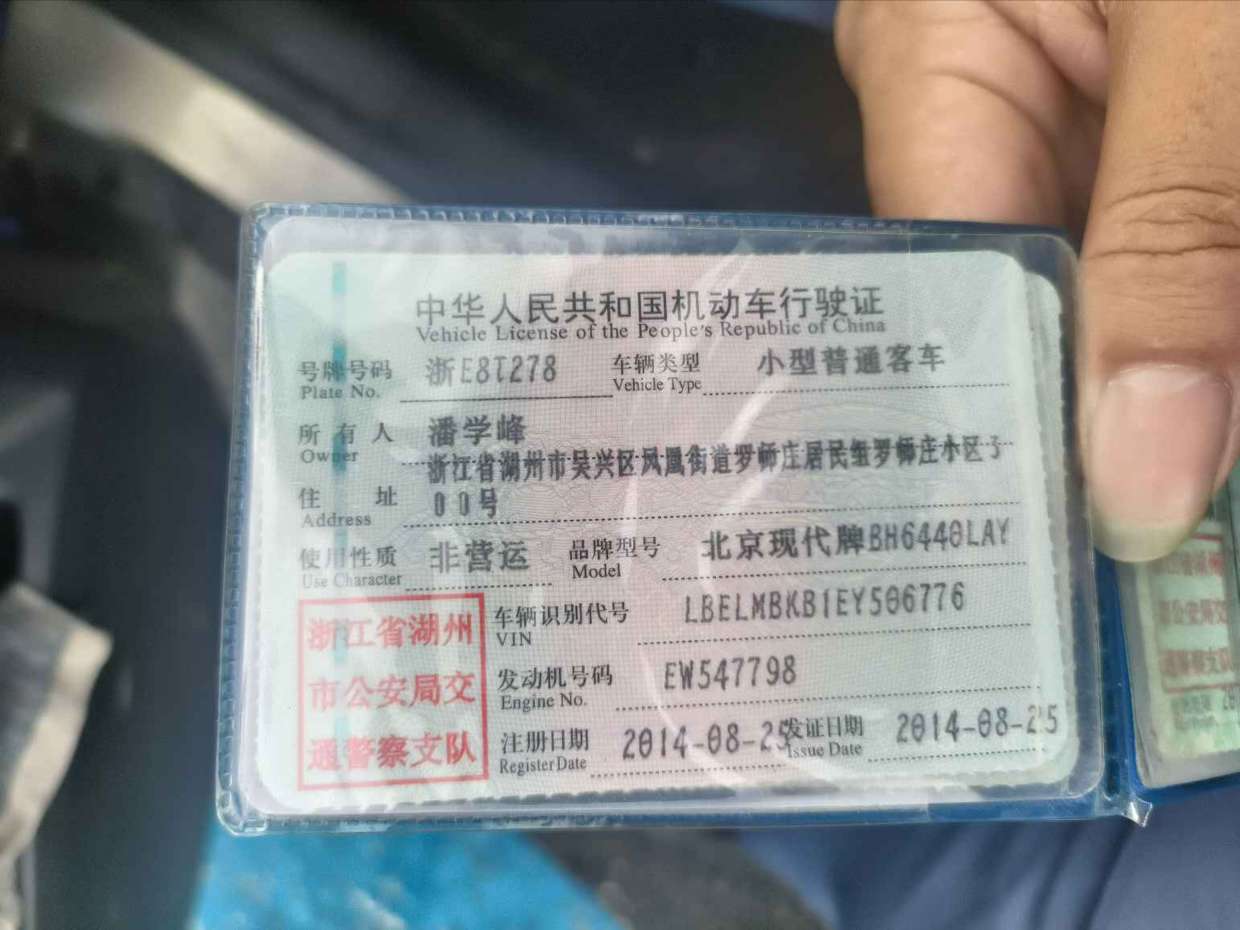 中华人民共和国机动车行驶证
Vehicle License of the People's Republic of China
号牌号码 浙E8T278 车辆类型 小型普通客车
Plate No. Vehicle Type
所有人 潘学峰
Owner
浙江省湖州市吴兴区凤凰街道罗师庄居民组罗师庄小区3
住址 00号
Address
使用性质 非营运 品牌型号 北京现代牌BH6440LAY
Use Character Model
浙江省湖州
市公安局交
通警察支队
车辆识别代号 LBELMBKB1EY506776
VIN
发动机号码 EW547798
Engine No.
注册日期 2014-08-25 发证日期 2014-08-25
Register Date Issue Date